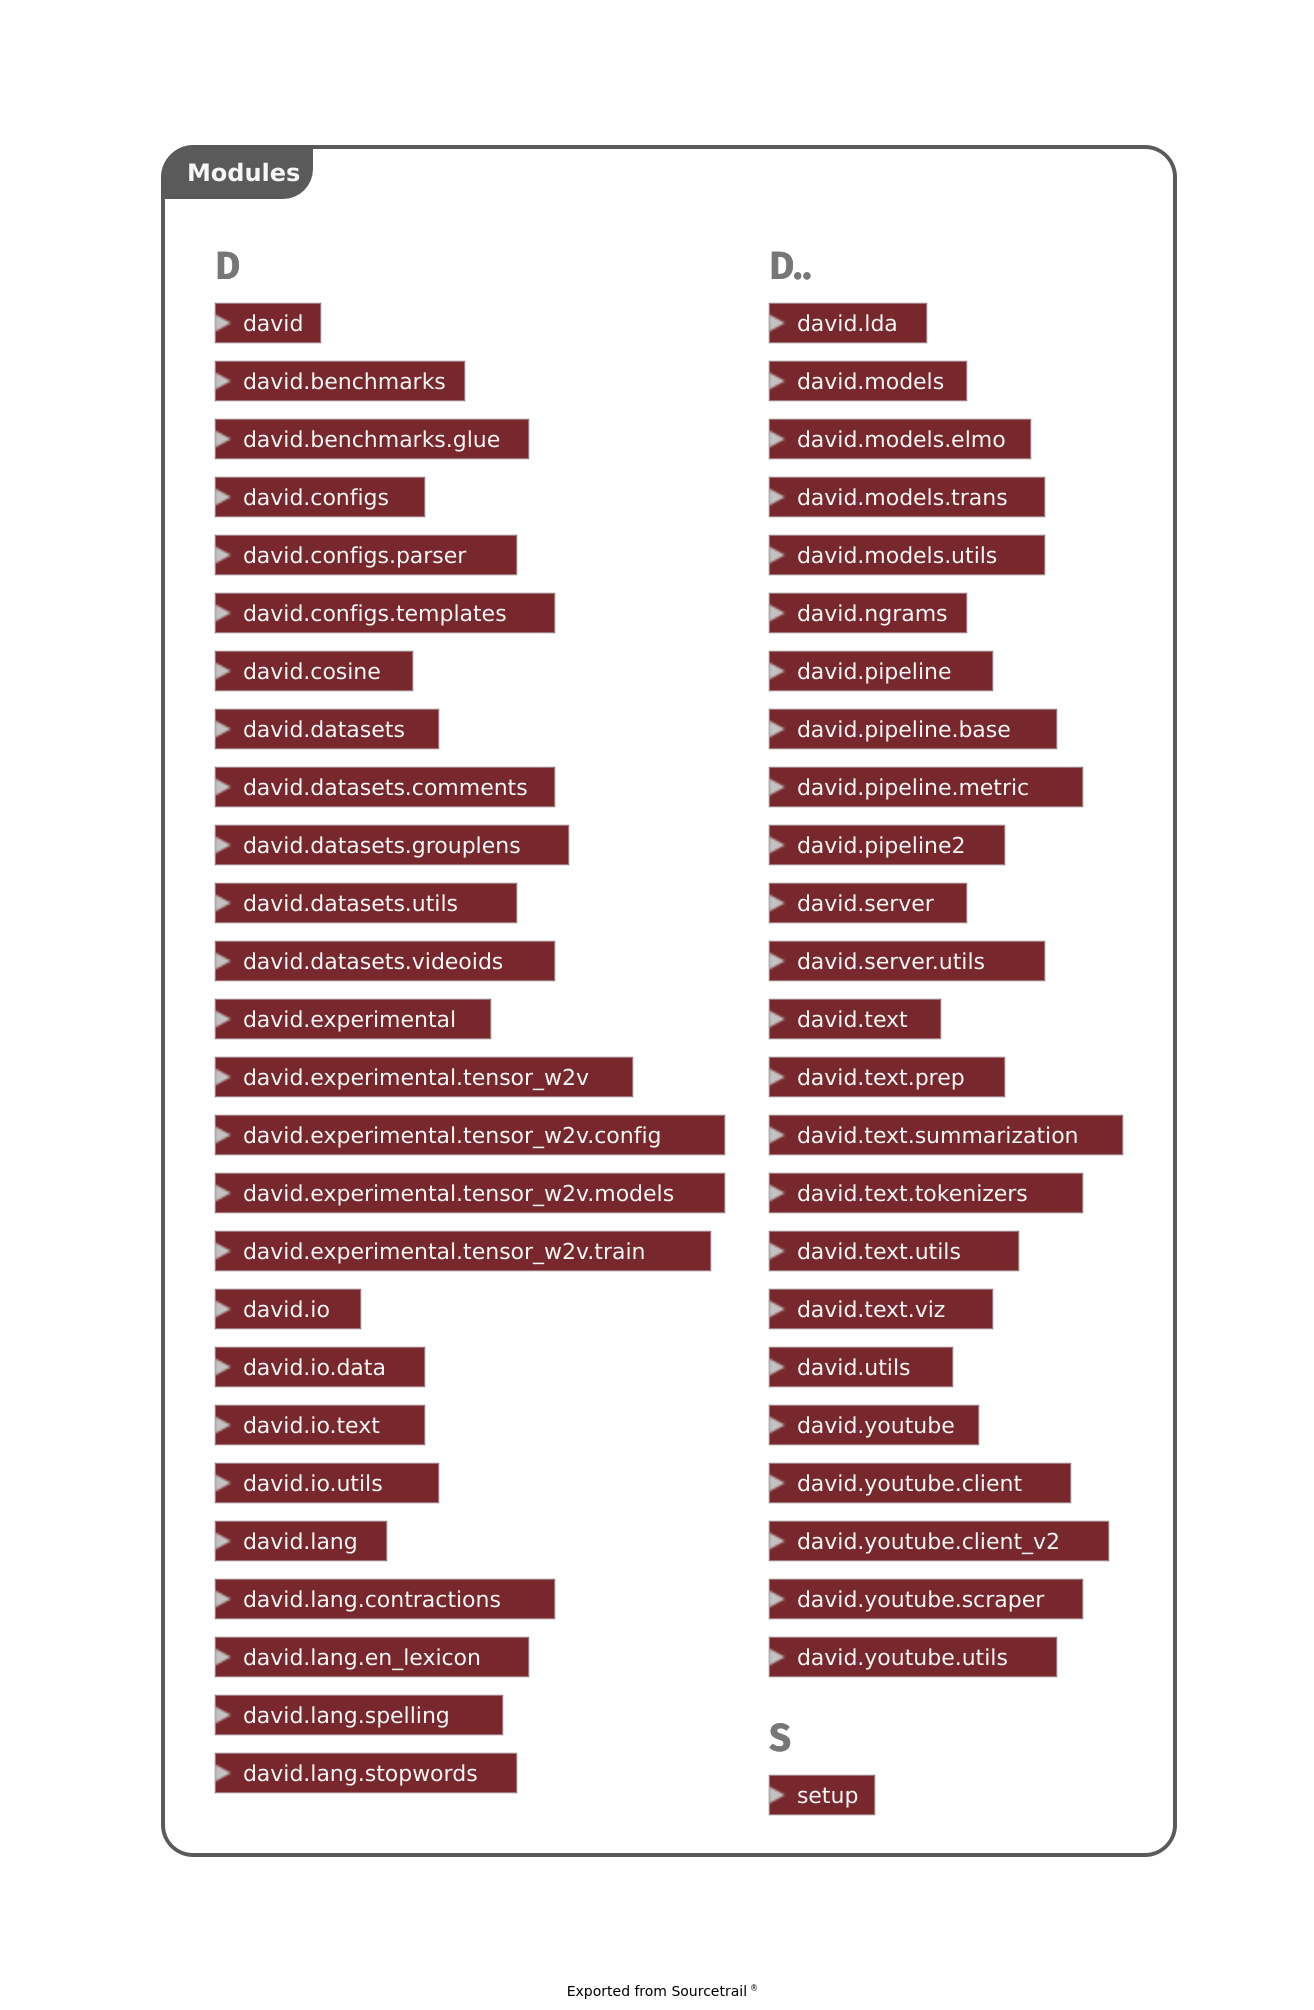 Modules
D
david
david.benchmarks
david.benchmarks.glue
david.configs
david.configs.parser
david.configs.templates
david.cosine
david.datasets
david.datasets.comments
david.datasets.grouplens
david.datasets.utils
david.datasets.videoids
david.experimental
david.experimental.tensor_w2v
david.experimental.tensor_w2v.config
david.experimental.tensor_w2v.models
david.experimental.tensor_w2v.train
david.io
david.io.data
david.io.text
david.io.utils
david.lang
david.lang.contractions
david.lang.en_lexicon
david.lang.spelling
david.lang.stopwords
D..
david.lda
david.models
david.models.elmo
david.models.trans
david.models.utils
david.ngrams
david.pipeline
david.pipeline.base
david.pipeline.metric
david.pipeline2
david.server
david.server.utils
david.text
david.text.prep
david.text.summarization
david.text.tokenizers
david.text.utils
david.text.viz
david.utils
david.youtube
david.youtube.client
david.youtube.client_v2
david.youtube.scraper
david.youtube.utils
S
setup
Exported from Sourcetrail ®